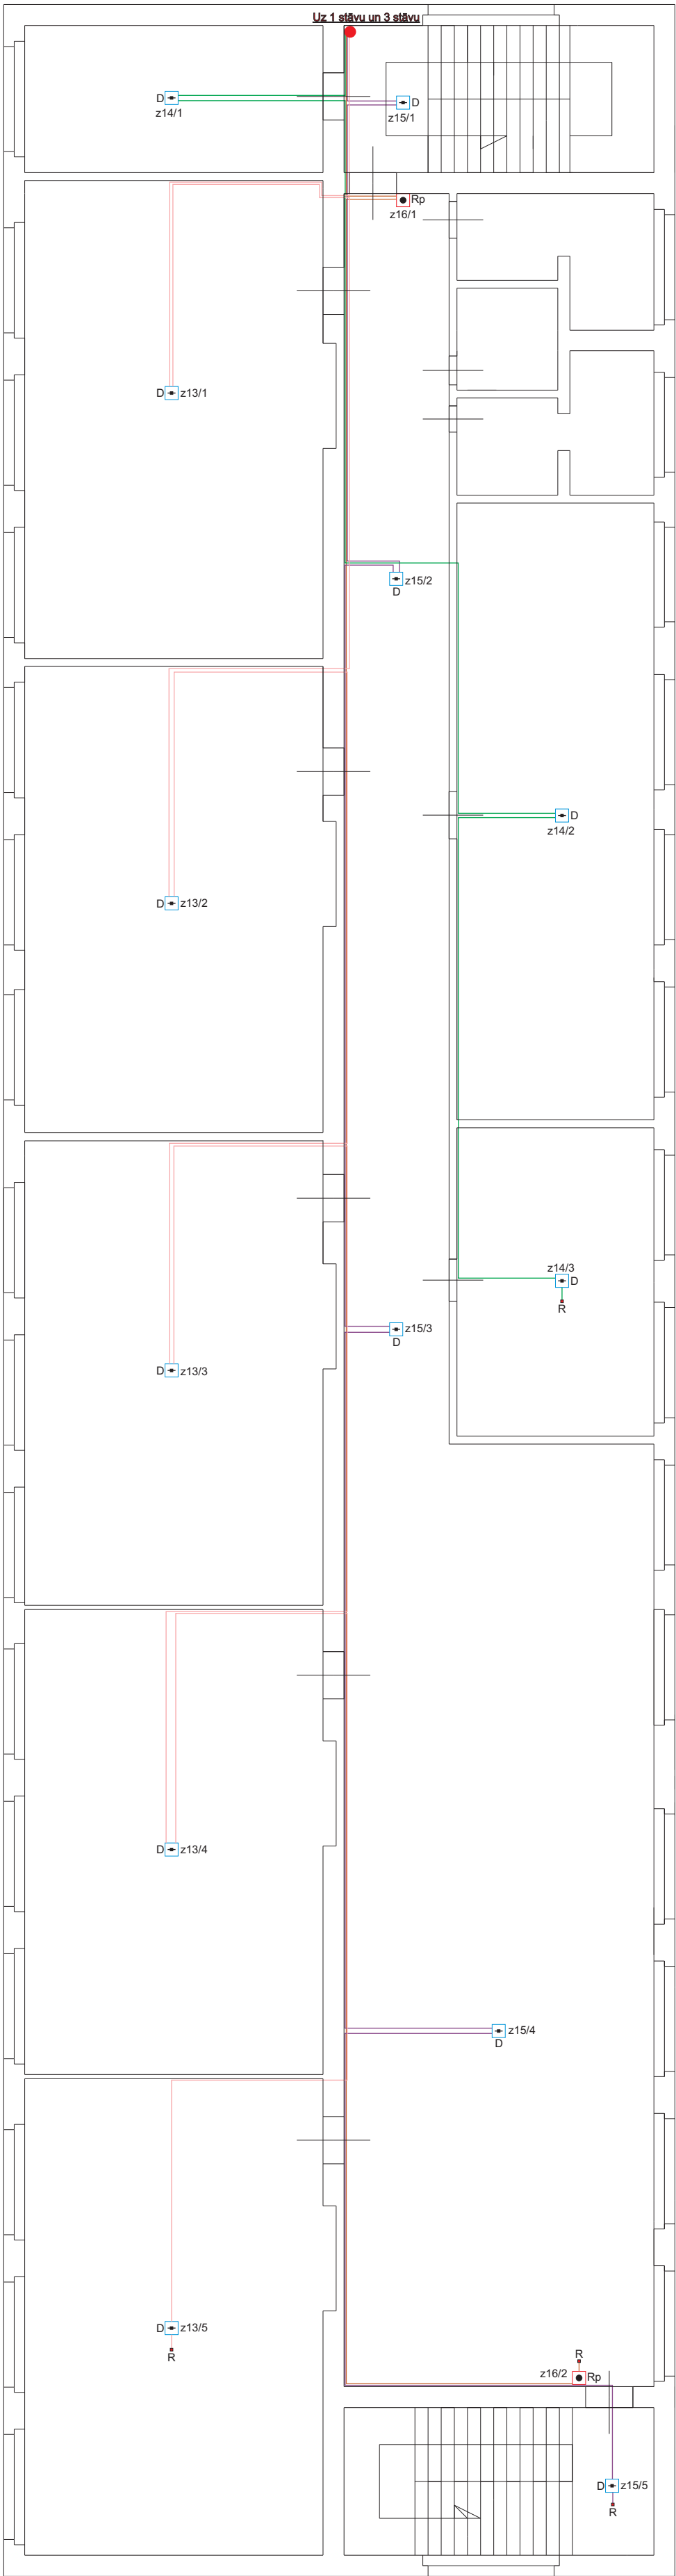 Uz 1 stāvu un 3 stāvu
D
z14/1
D
z15/1
Rp
z16/1
D z13/1
z15/2
D
D
z14/2
D z13/2
z14/3
D
R
z15/3
D
D z13/3
D z13/4
z15/4
D
D z13/5
R
R
z16/2 Rp
D z15/5
R